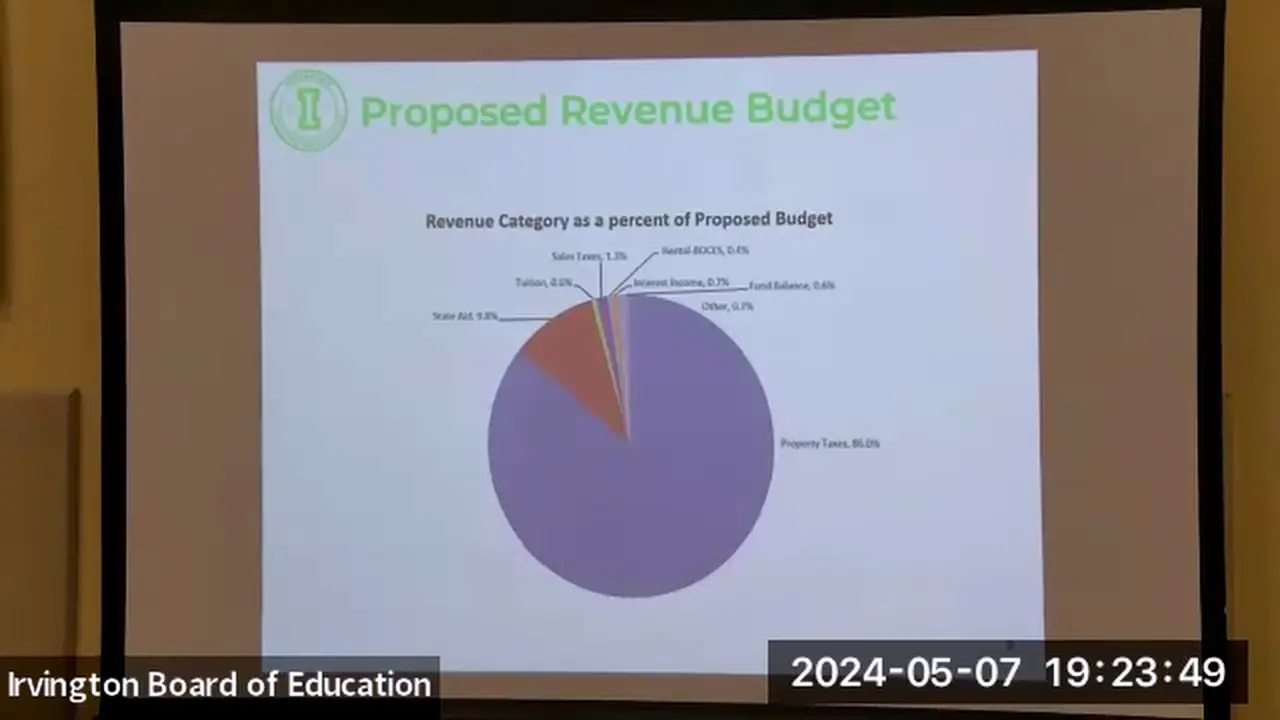 I
Proposed Revenue Budget
Revenue Category as a percent of Proposed Budget
Sales Taxes, 1.3%
Rental-BOCES, 0.4%
Tuition, 0.6%
Interest Income, 0.7%
Fund Balance, 0.6%
Other, 0.7%
State Aid, 9.8%
Property Taxes, 86.0%
Irvington Board of Education
2024-05-07 19:23:49